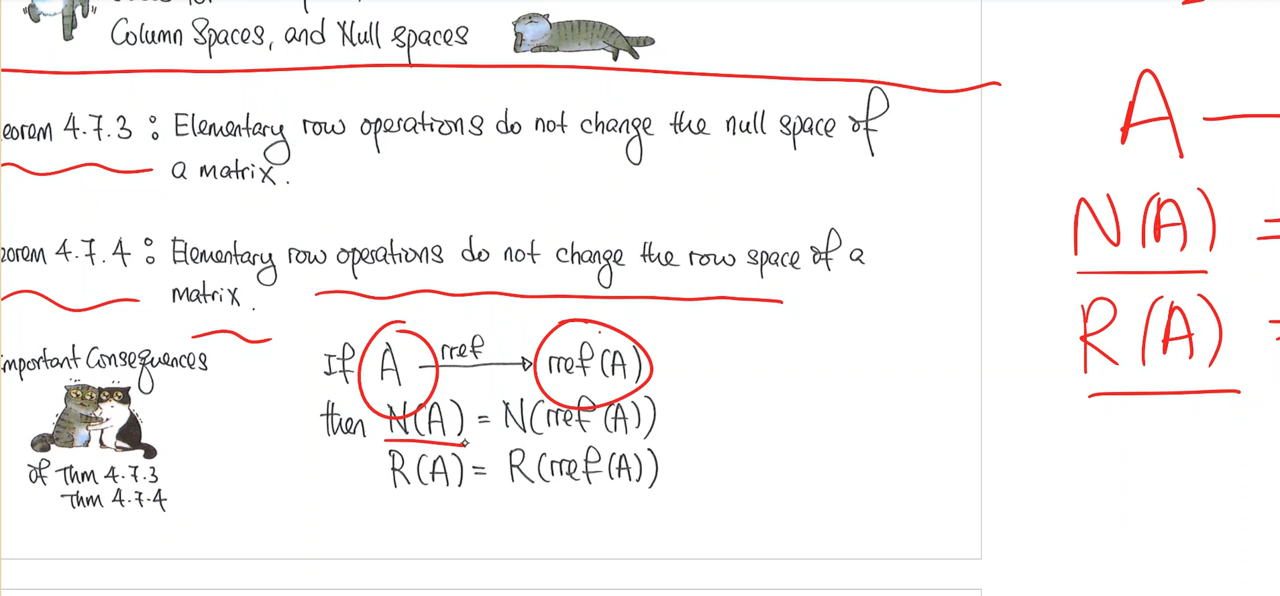 Column Spaces, and Null spaces
eorem 4.7.3 : Elementary row operations do not change the null space of
a matrix.
orem 4.7.4 : Elementary row operations do not change the row space of a
matrix.
mportant Consequences
of Thm 4.7.3
Thm 4.7.4
If A rref rref(A)
then N(A) = N(rref(A))
R(A) = R(rref(A))
A
N(A) =
R(A) =